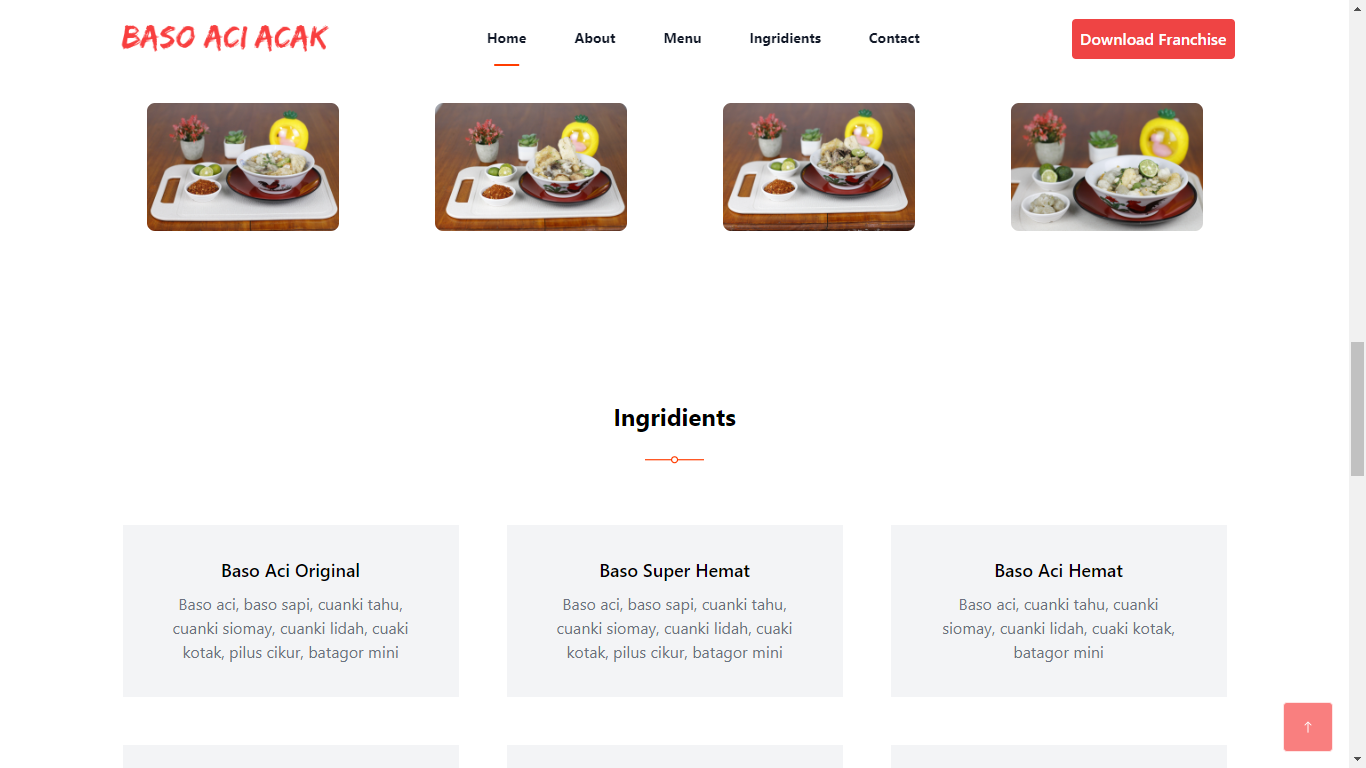 BASO ACI ACAK
Home
About
Menu
Ingridients
Contact
Download Franchise
Ingridients
Baso Aci Original
Baso aci, baso sapi, cuanki tahu,
cuanki siomay, cuanki lidah, cuaki
kotak, pilus cikur, batagor mini
Baso Super Hemat
Baso aci, baso sapi, cuanki tahu,
cuanki siomay, cuanki lidah, cuaki
kotak, pilus cikur, batagor mini
Baso Aci Hemat
Baso aci, cuanki tahu, cuanki
siomay, cuanki lidah, cuaki kotak,
batagor mini